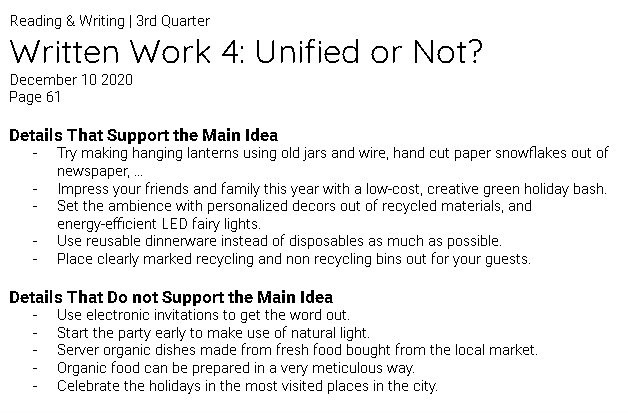 Reading & Writing | 3rd Quarter
Written Work 4: Unified or Not?
December 10 2020
Page 61
Details That Support the Main Idea
- Try making hanging lanterns using old jars and wire, hand cut paper snowflakes out of
newspaper, ...
- Impress your friends and family this year with a low-cost, creative green holiday bash.
- Set the ambience with personalized decors out of recycled materials, and
energy-efficient LED fairy lights.
- Use reusable dinnerware instead of disposables as much as possible.
- Place clearly marked recycling and non recycling bins out for your guests.
Details That Do not Support the Main Idea
- Use electronic invitations to get the word out.
- Start the party early to make use of natural light.
- Server organic dishes made from fresh food bought from the local market.
- Organic food can be prepared in a very meticulous way.
- Celebrate the holidays in the most visited places in the city.